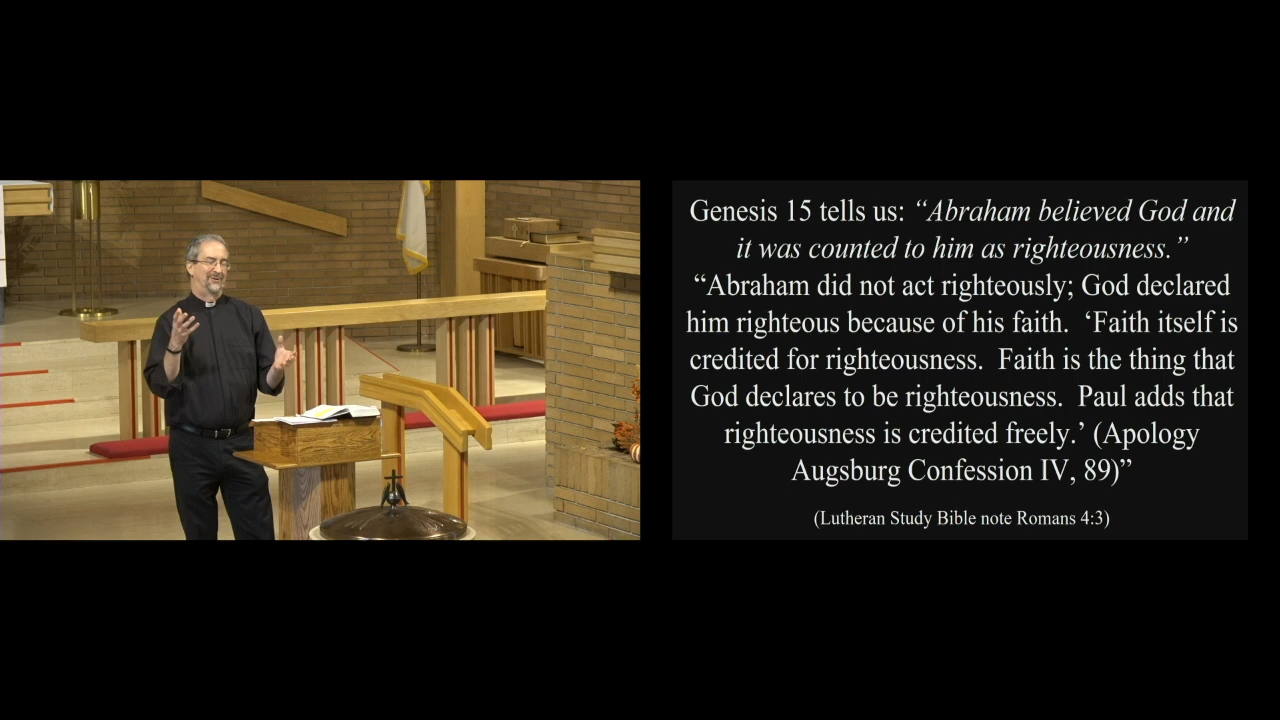 Genesis 15 tells us: “Abraham believed God and
it was counted to him as righteousness.”
“Abraham did not act righteously; God declared
him righteous because of his faith. ‘Faith itself is
credited for righteousness. Faith is the thing that
God declares to be righteousness. Paul adds that
righteousness is credited freely.’ (Apology
Augsburg Confession IV, 89)”
(Lutheran Study Bible note Romans 4:3)